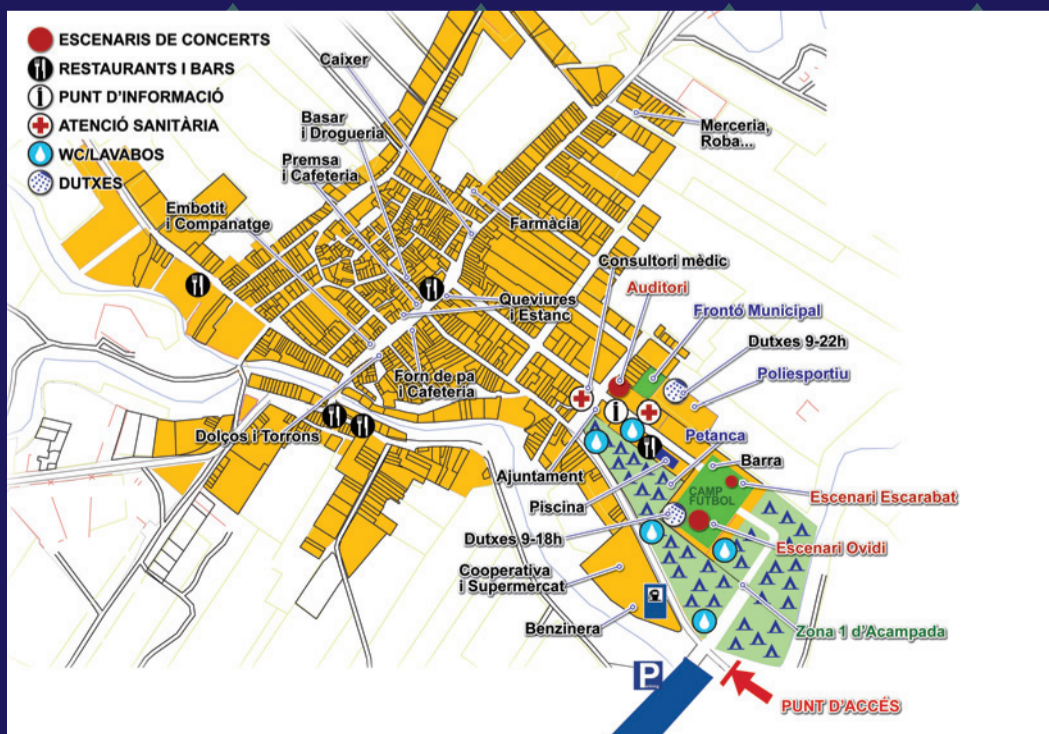 ESCENARIS DE CONCERTS
RESTAURANTS I BARS
PUNT D'INFORMACIÓ
ATENCIÓ SANITÀRIA
WC/LAVABOS
DUTXES
Caixer
Basar
i Drogueria
Premsa
i Cafeteria
Embotit
i Companatge
Merceria,
Roba...
Farmàcia
Consultori mèdic
Auditori
Queviures
i Estanc
Frontó Municipal
Dutxes 9-22h
Poliesportiu
Forn de pa
i Cafeteria
Dolços i Torrons
Petanca
Barra
Ajuntament
CAMP
FUTBOL
Escenari Escarabat
Piscina
Dutxes 9-18h
Escenari Ovidi
Cooperativa
i Supermercat
Benzinera
Zona 1 d'Acampada
P
PUNT D'ACCÉS